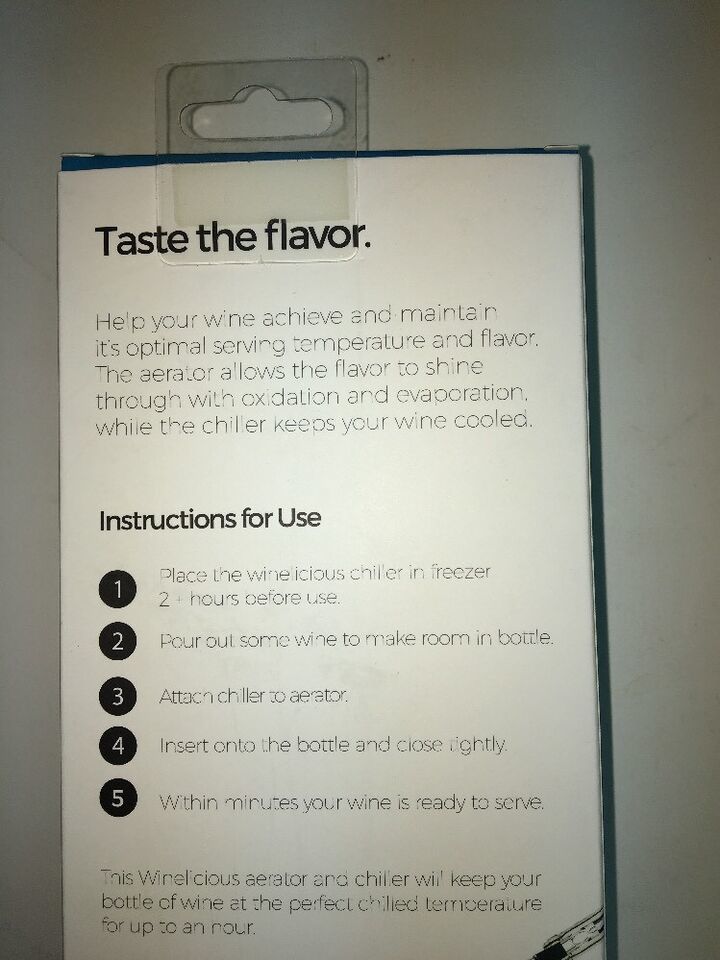 Taste the flavor.
Help your wine achieve and maintain
it's optimal serving temperature and flavor.
The aerator allows the flavor to shine
through with oxidation and evaporation,
while the chiller keeps your wine cooled.
Instructions for Use
1 Place the winelicious chiller in freezer
2 + hours before use.
2 Pour out some wine to make room in bottle.
3 Attach chiller to aerator.
4 Insert onto the bottle and close tightly.
5 Within minutes your wine is ready to serve.
This Winelicious aerator and chiller will keep your
bottle of wine at the perfect chilled temperature
for up to an hour.